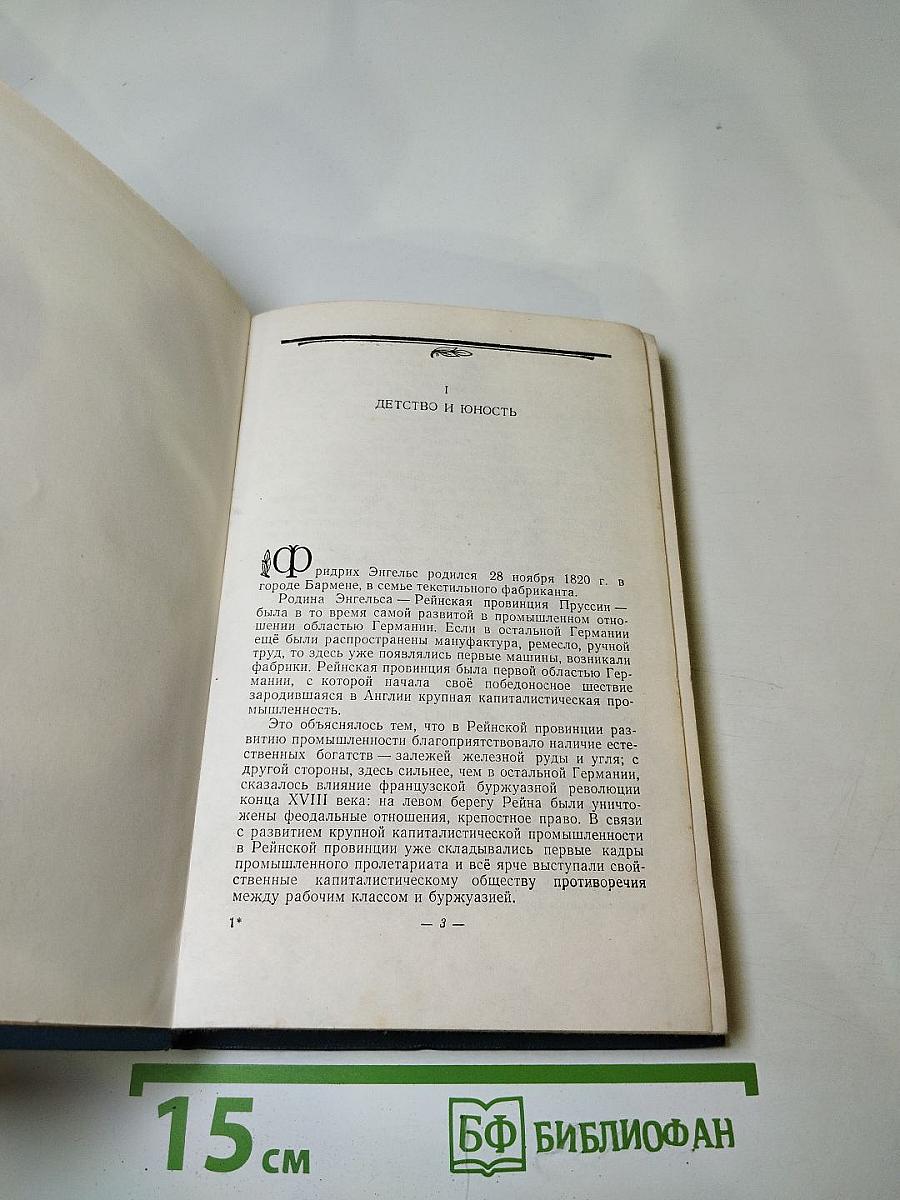 I
ДЕТСТВО И ЮНОСТЬ
Фридрих Энгельс родился 28 ноября 1820 г. в
городе Бармене, в семье текстильного фабриканта.
Родина Энгельса — Рейнская провинция Пруссии —
была в то время самой развитой в промышленном отно-
шении областью Германии. Если в остальной Германии
ещё были распространены мануфактура, ремесло, ручной
труд, то здесь уже появлялись первые машины, возникали
фабрики. Рейнская провинция была первой областью Гер-
мании, с которой начала своё победоносное шествие
зародившаяся в Англии крупная капиталистическая про-
мышленность.
Это объяснялось тем, что в Рейнской провинции раз-
витию промышленности благоприятствовало наличие есте-
ственных богатств — залежей железной руды и угля; с
другой стороны, здесь сильнее, чем в остальной Германии,
сказалось влияние французской буржуазной революции
конца XVIII века: на левом берегу Рейна были уничто-
жены феодальные отношения, крепостное право. В связи
с развитием крупной капиталистической промышленности
в Рейнской провинции уже складывались первые кадры
промышленного пролетариата и всё ярче выступали свой-
ственные капиталистическому обществу противоречия
между рабочим классом и буржуазией.
1* — 3 —
15 см БФ БИБЛИОФАН